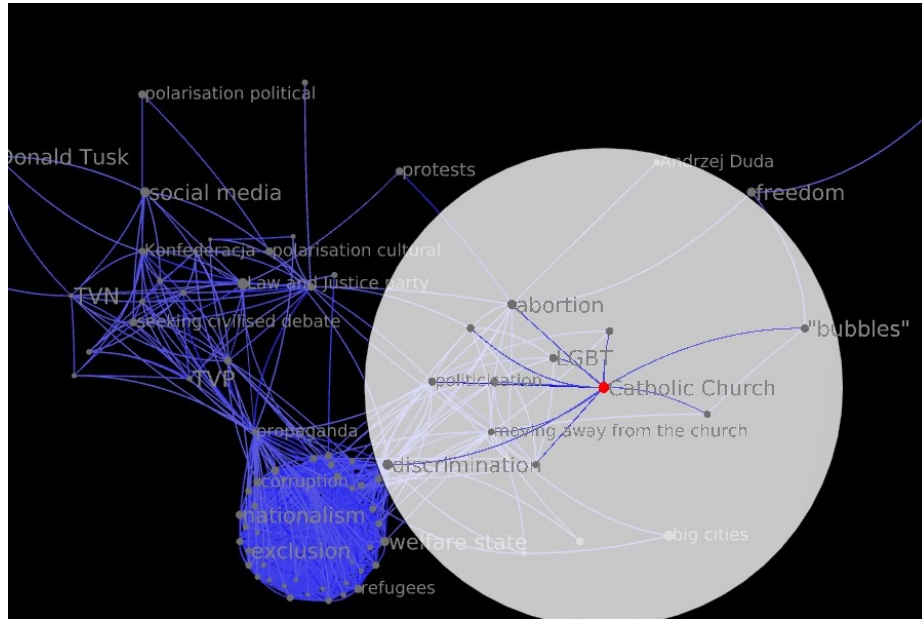 polarisation political
Donald Tusk
protests
Andrzej Duda
social media
freedom
Konfederacja
polarisation cultural
Law and Justice party
TVN
abortion
seeking civilised debate
"bubbles"
LGBT
TVP
politicisation
Catholic Church
propaganda
moving away from the church
discrimination
corruption
nationalism
big cities
welfare state
exclusion
refugees